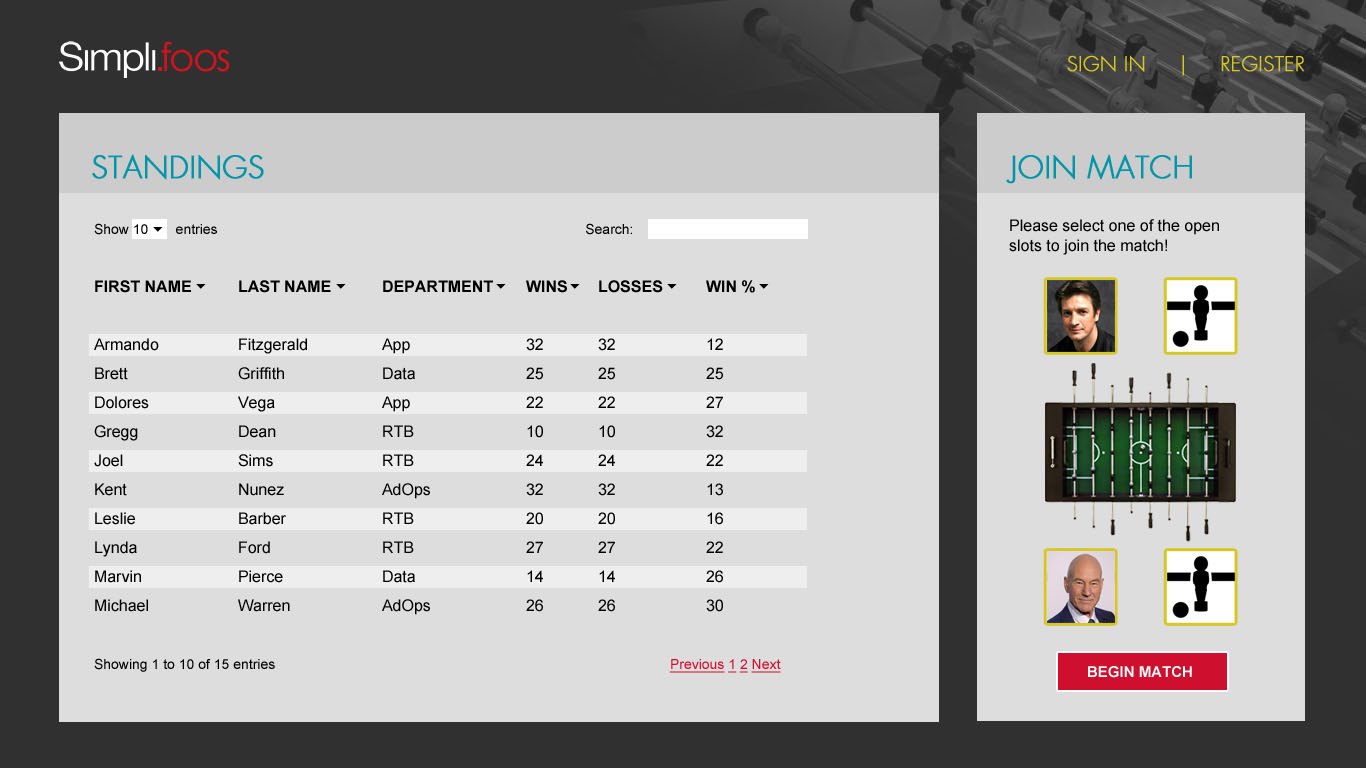 Simpli.foos
SIGN IN | REGISTER
STANDINGS
Show 10 entries
Search:
FIRST NAME LAST NAME DEPARTMENT WINS LOSSES WIN %
Armando Fitzgerald App 32 32 12
Brett Griffith Data 25 25 25
Dolores Vega App 22 22 27
Gregg Dean RTB 10 10 32
Joel Sims RTB 24 24 22
Kent Nunez AdOps 32 32 13
Leslie Barber RTB 20 20 16
Lynda Ford RTB 27 27 22
Marvin Pierce Data 14 14 26
Michael Warren AdOps 26 26 30
Showing 1 to 10 of 15 entries
Previous 1 2 Next
JOIN MATCH
Please select one of the open
slots to join the match!
BEGIN MATCH